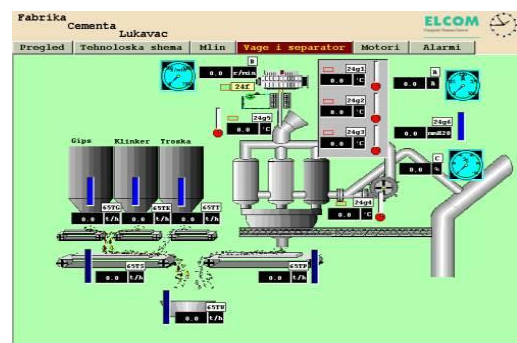 Fabrika
Cementa
Lukavac
ELCOM
Pregled Tehnoloska shema Mlin Vage i separator Motori Alarmi
B
0.0 r/min
24f
24g1
0.0 °C
24g2
0.0 °C
24g3
0.0 °C
A
0.0 A
24g5
0.0 °C
24g6
0.0 mmH2O
Gips Klinker Troska
C
0.0 %
65TG 65TK 65TT
0.0 t/h 0.0 t/h 0.0 t/h
24g4
0.0 °C
65TS
0.0 t/h
65TP
0.0 t/h
65TU
0.0 t/h